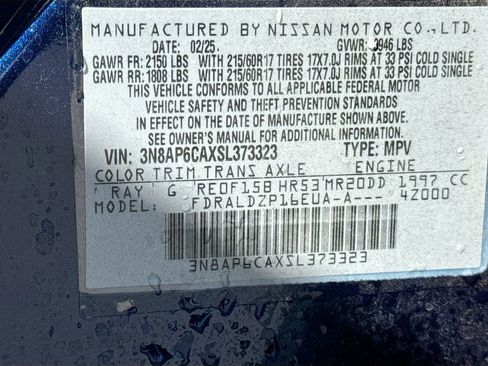 MANUFACTURED BY NISSAN MOTOR CO., LTD.
DATE: 02/25. GVWR: 3946 LBS
GAWR FR: 2150 LBS WITH 215/60R17 TIRES 17X7.0J RIMS AT 33 PSI COLD SINGLE
GAWR RR: 1808 LBS WITH 215/60R17 TIRES 17X7.0J RIMS AT 33 PSI COLD SINGLE
THIS VEHICLE CONFORMS TO ALL APPLICABLE FEDERAL MOTOR
VEHICLE SAFETY AND THEFT PREVENTION STANDARDS
IN EFFECT ON THE DATE OF MANUFACTURE SHOWN ABOVE.
SEE OWNER'S MANUAL FOR ADDITIONAL INFORMATION
VIN: 3N8AP6CAXSL373323 TYPE: MPV
COLOR TRIM TRANS AXLE ENGINE
RAY G RE0F15B HR53 MR20DD 1997 CC
FDRALDZP16EUA-A--- 4Z000
3N8AP6CAXSL373323